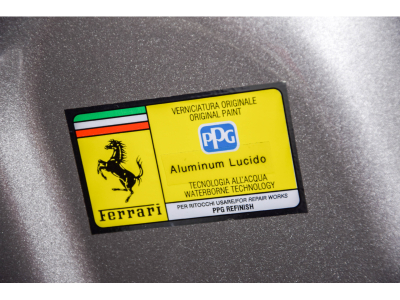 VERNICIATURA ORIGINALE
ORIGINAL PAINT
PPG
Aluminum Lucido
TECNOLOGIA ALL'ACQUA
WATERBORNE TECHNOLOGY
PER RITOCCHI USARE/FOR REPAIR WORKS
PPG REFINISH
Ferrari